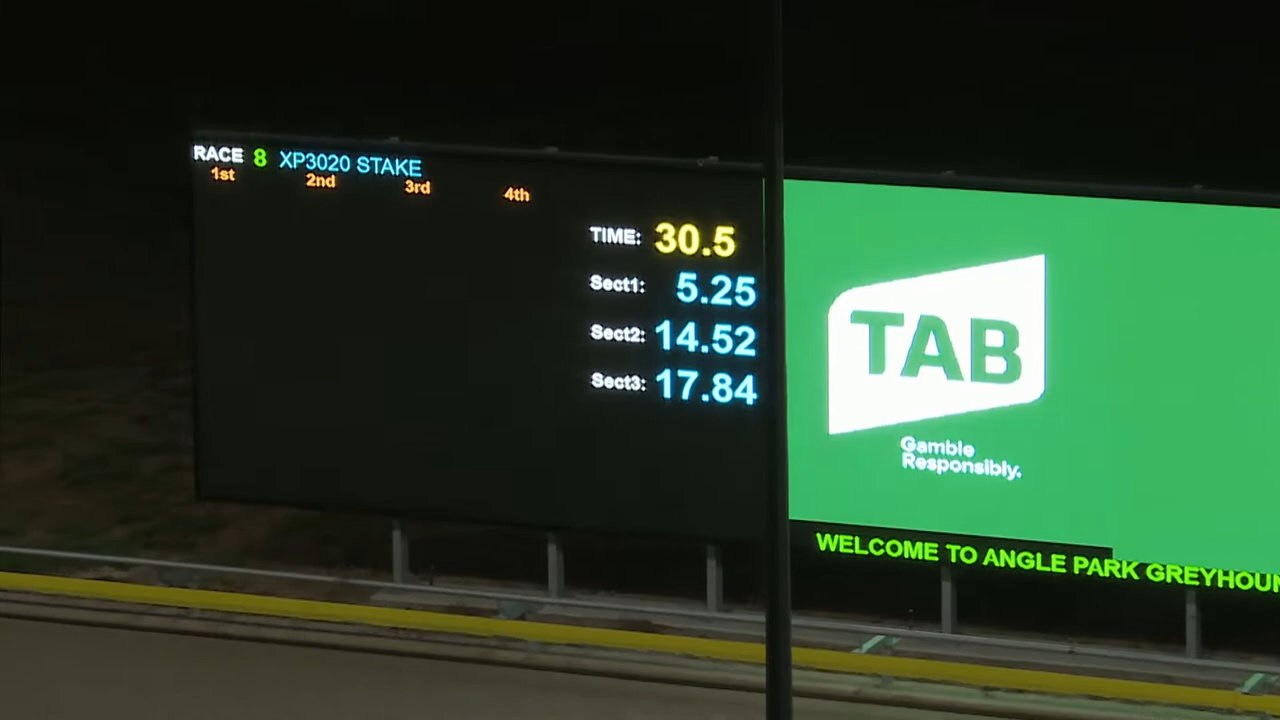 RACE 8 XP3020 STAKE
1st 2nd 3rd 4th
TIME: 30.5
Sect1: 5.25
Sect2: 14.52
Sect3: 17.84
TAB
Gamble
Responsibly.
WELCOME TO ANGLE PARK GREYHOUN